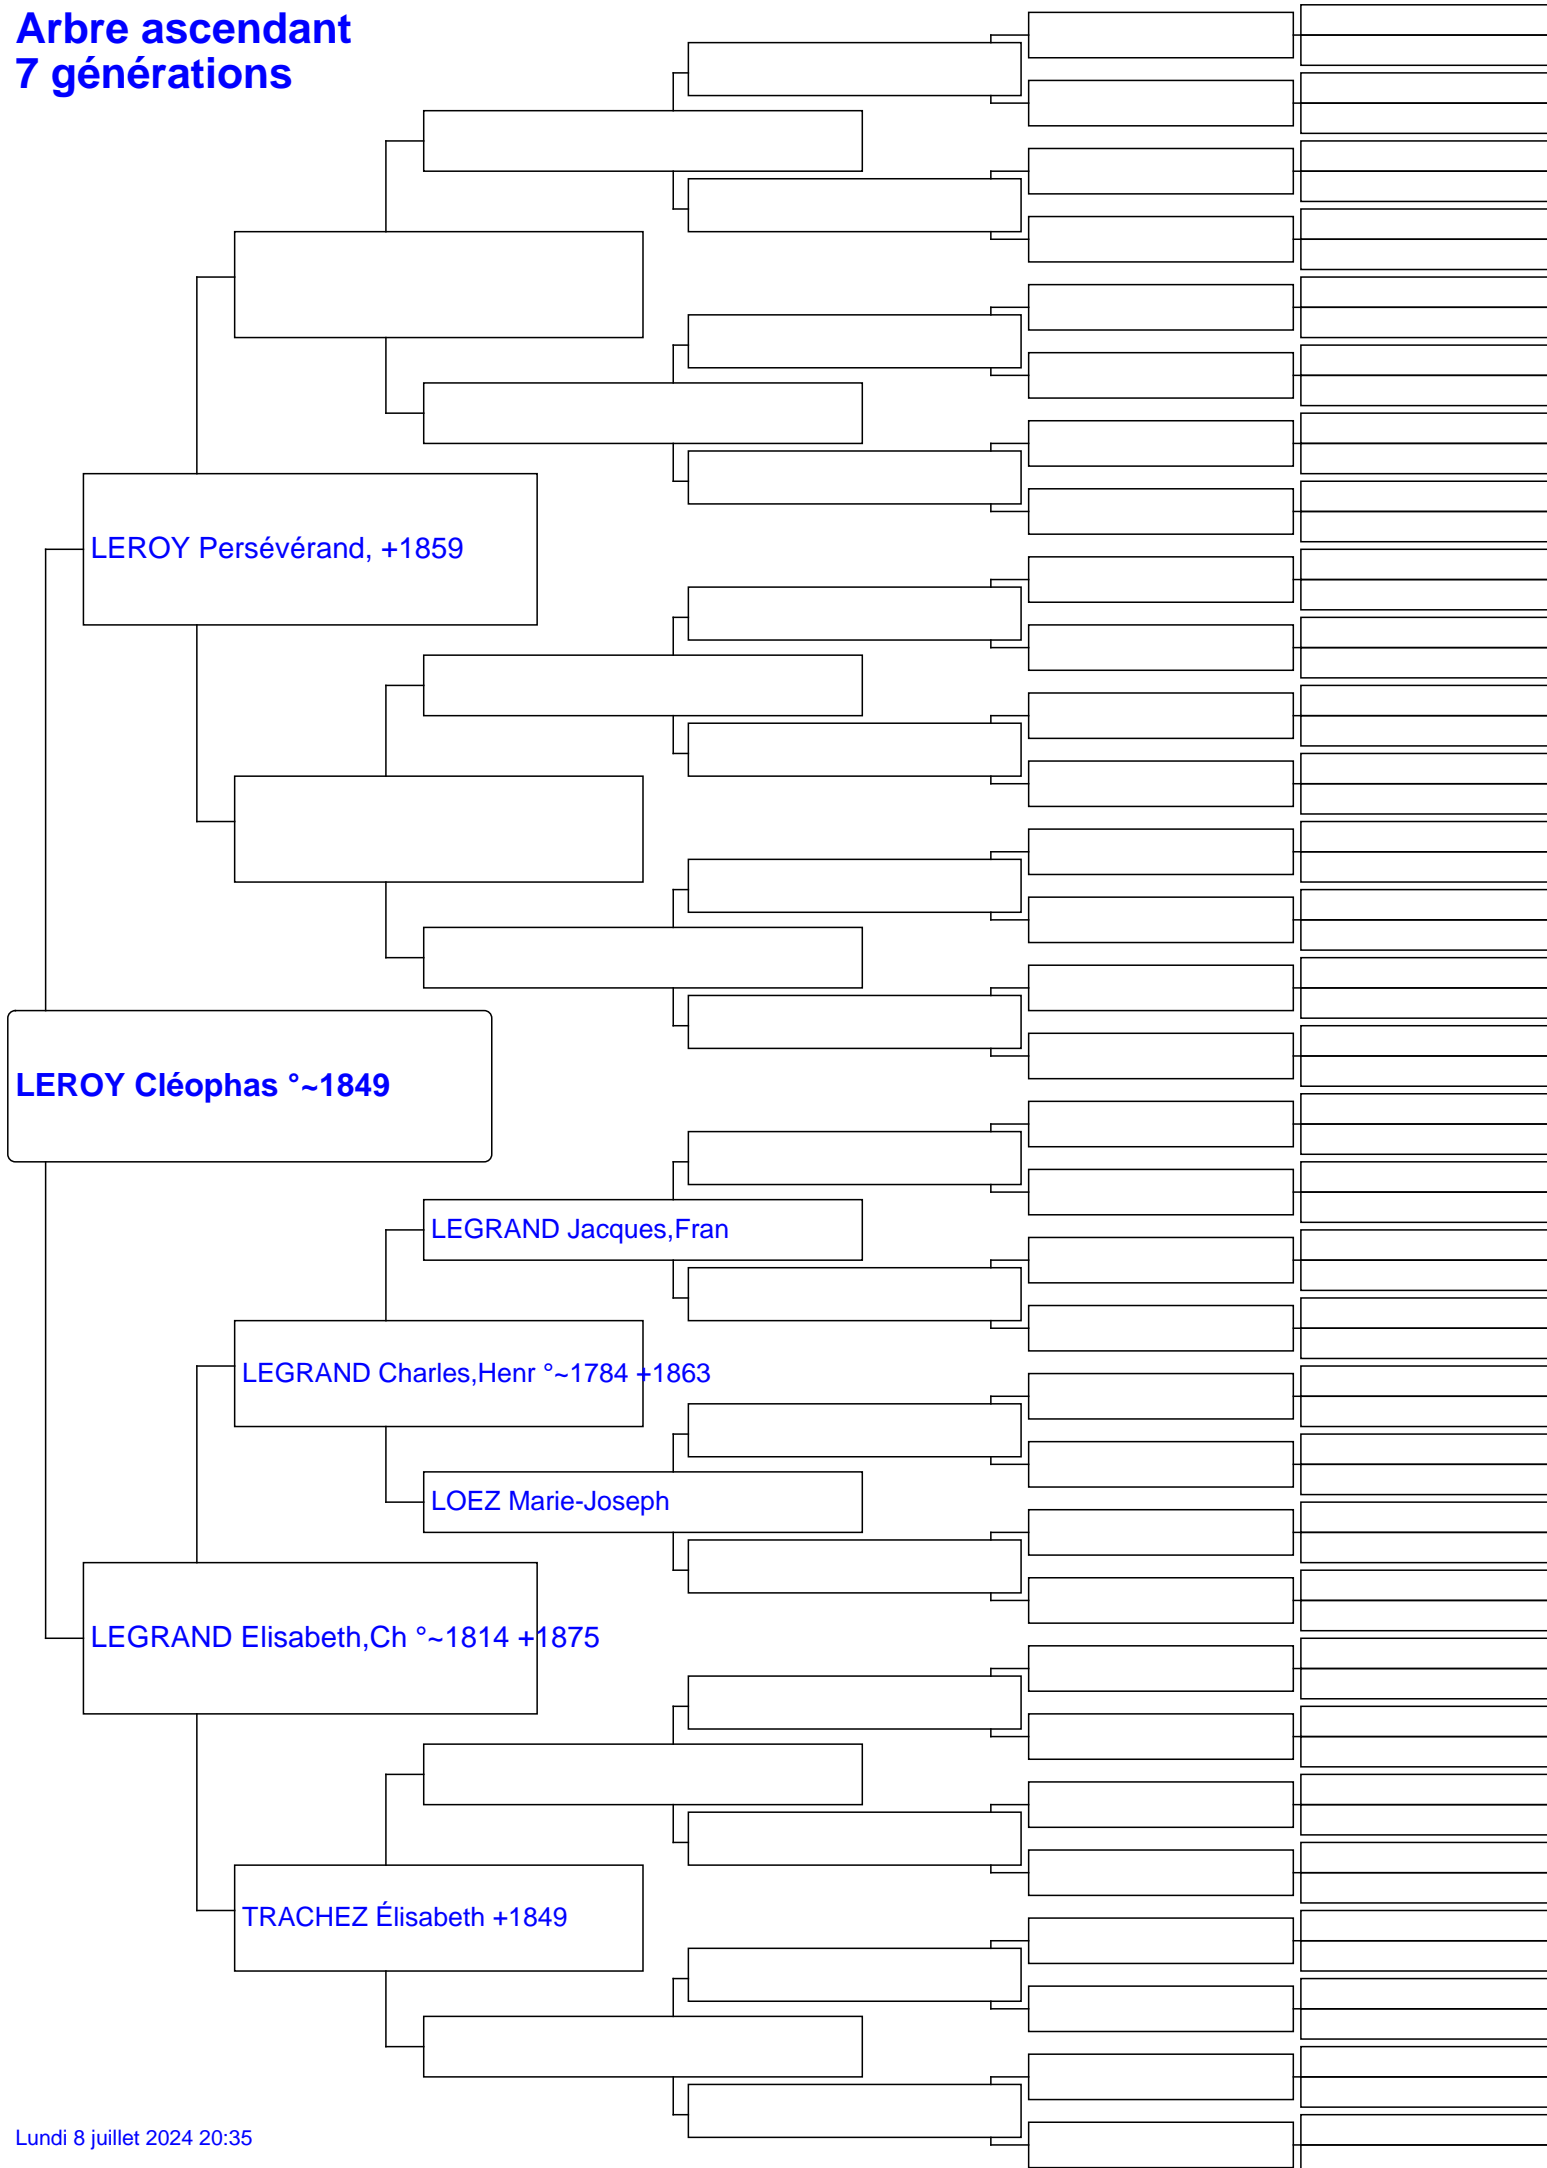 Arbre ascendant
7 générations
LEROY Persévérand, +1859
LEROY Cléophas °~1849
LEGRAND Jacques,Fran
LEGRAND Charles,Henr °~1784 +1863
LOEZ Marie-Joseph
LEGRAND Elisabeth,Ch °~1814 +1875
TRACHEZ Élisabeth +1849
Lundi 8 juillet 2024 20:35